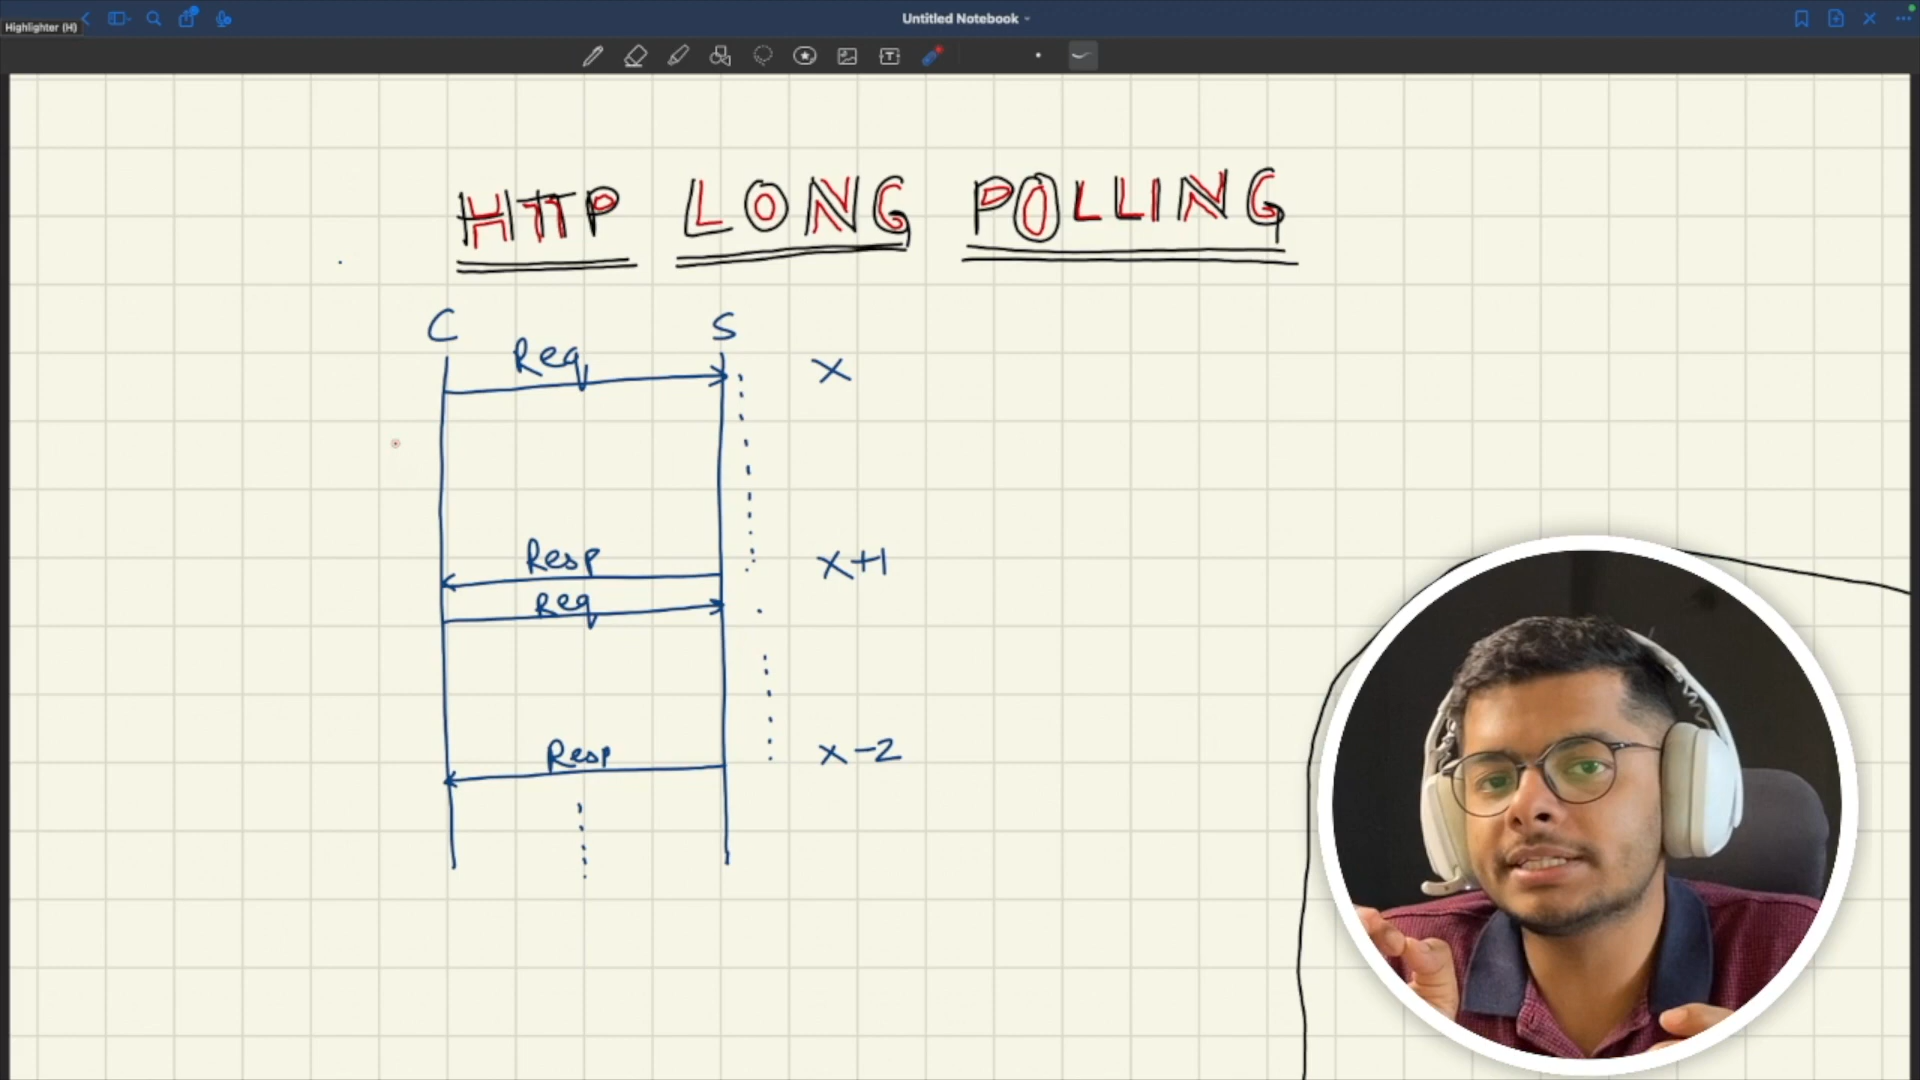 Untitled Notebook
Highlighter (H)
HTTP LONG POLLING
C S
Req X
Resp X+1
Req
Resp X-2